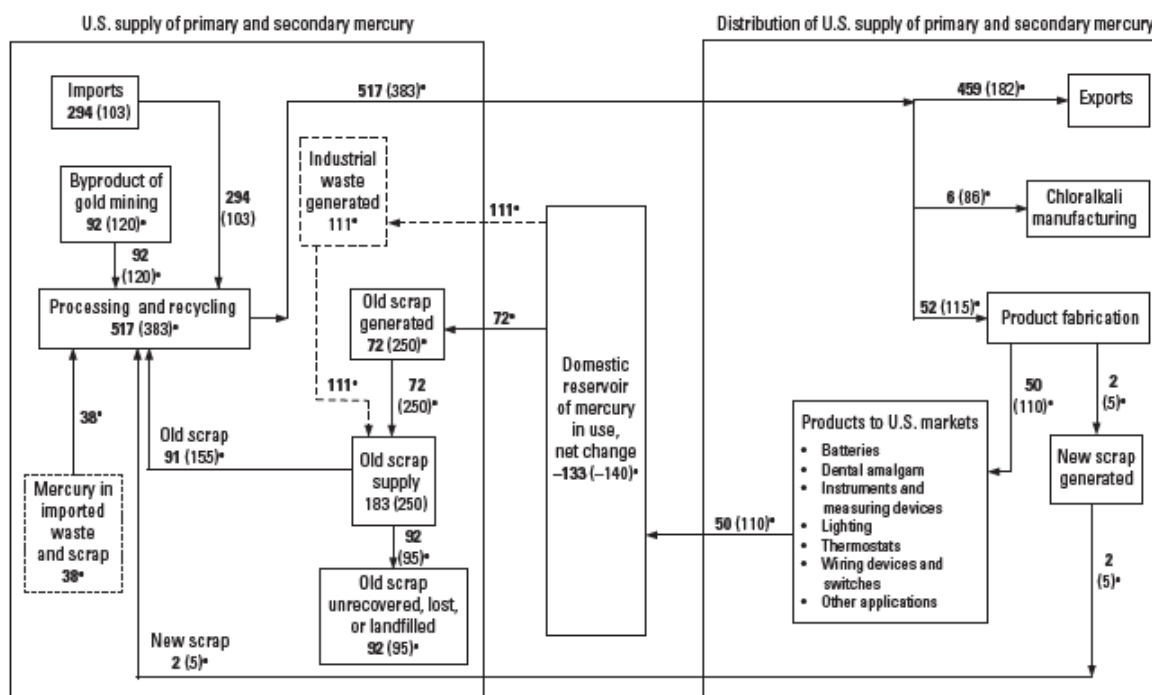 U.S. supply of primary and secondary mercury
Distribution of U.S. supply of primary and secondary mercury
Imports
294 (103)
517 (383)ᵉ
459 (182)ᵉ
Exports
Byproduct of
gold mining
92 (120)ᵉ
294
(103)
Industrial
waste
generated
111ᵉ
111ᵉ
6 (86)ᵉ
Chloralkali
manufacturing
92
(120)ᵉ
Processing and recycling
517 (383)ᵉ
Old scrap
generated
72 (250)ᵉ
72ᵉ
52 (115)ᵉ
Product fabrication
Domestic
reservoir
of mercury
in use,
net change
–133 (–140)ᵉ
111ᵉ
72
(250)ᵉ
50
(110)ᵉ
2
(5)ᵉ
38ᵉ
Old scrap
91 (155)ᵉ
Old scrap
supply
183 (250)
Products to U.S. markets
• Batteries
• Dental amalgam
• Instruments and
measuring devices
• Lighting
• Thermostats
• Wiring devices and
switches
• Other applications
New scrap
generated
Mercury in
imported
waste
and scrap
38ᵉ
92
(95)ᵉ
50 (110)ᵉ
2
(5)ᵉ
Old scrap
unrecovered, lost,
or landfilled
92 (95)ᵉ
New scrap
2 (5)ᵉ